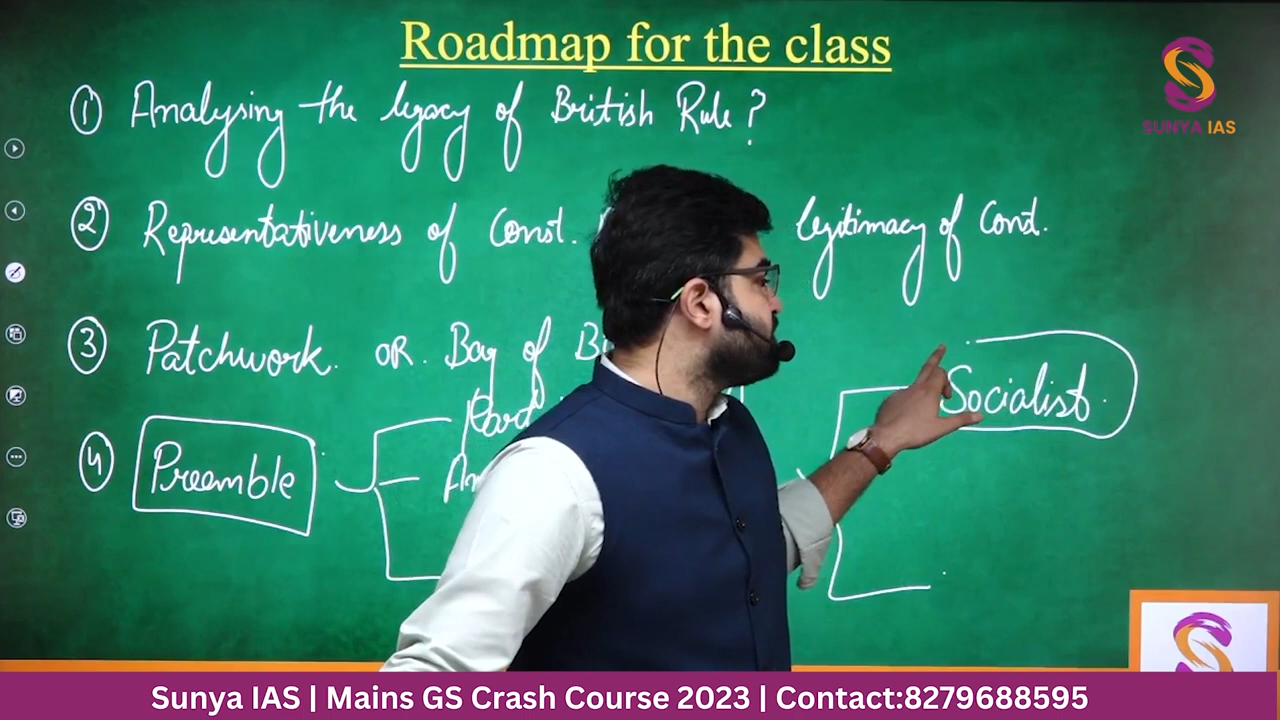 Roadmap for the class
SUNYA IAS
① Analysing the legacy of British Rule?
② Representativeness of Const. legitimacy of Const.
③ Patchwork. OR. Bag of B
Socialist.
④ Preamble
Sunya IAS | Mains GS Crash Course 2023 | Contact:8279688595